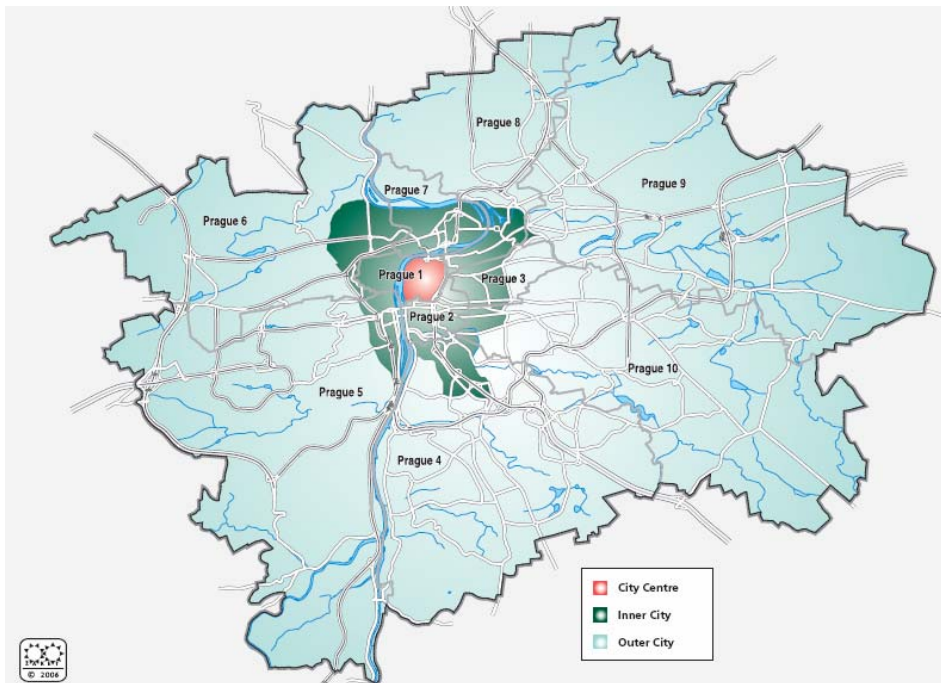 Prague 8
Prague 7
Prague 9
Prague 6
Prague 1
Prague 3
Prague 2
Prague 10
Prague 5
Prague 4
City Centre
Inner City
Outer City
© 2006